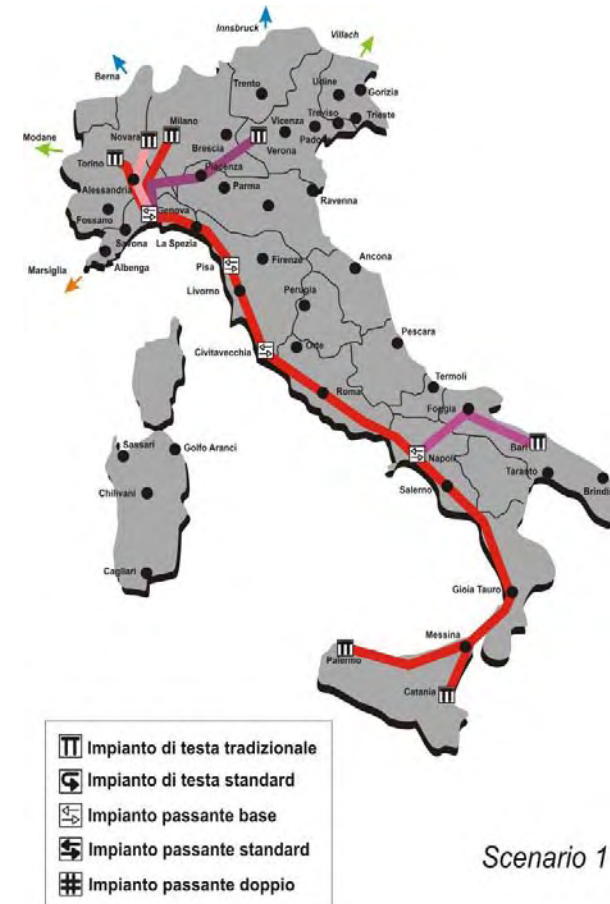 Innsbruck
Villach
Berna
Trento
Udine
Gorizia
Milano
Novara
Vicenza
Treviso
Trieste
Modane
Brescia
Verona
Torino
Piacenza
Parma
Alessandria
Ravenna
Genova
Fossano
Savona
La Spezia
Firenze
Ancona
Marsiglia
Albenga
Pisa
Perugia
Livorno
Pescara
Civitavecchia
Orte
Termoli
Roma
Foggia
Bari
Sassari
Golfo Aranci
Napoli
Taranto
Salerno
Brindi
Chilivani
Cagliari
Gioia Tauro
Messina
Palermo
Catania
Impianto di testa tradizionale
Impianto di testa standard
Impianto passante base
Impianto passante standard
Impianto passante doppio
Scenario 1